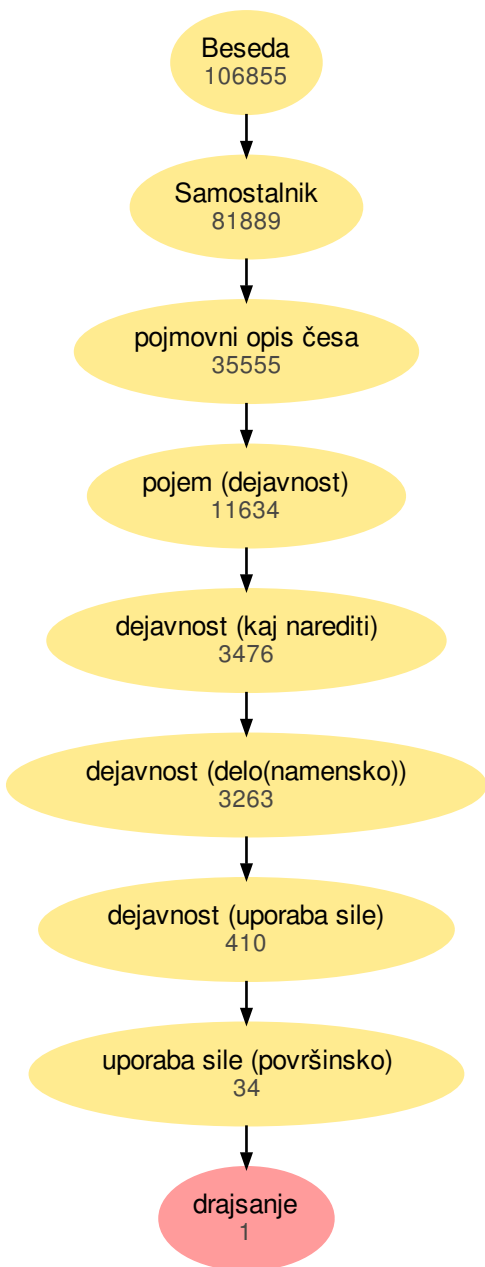 Beseda
106855
Samostalnik
81889
pojmovni opis česa
35555
pojem (dejavnost)
11634
dejavnost (kaj narediti)
3476
dejavnost (delo(namensko))
3263
dejavnost (uporaba sile)
410
uporaba sile (površinsko)
34
drajsanje
1